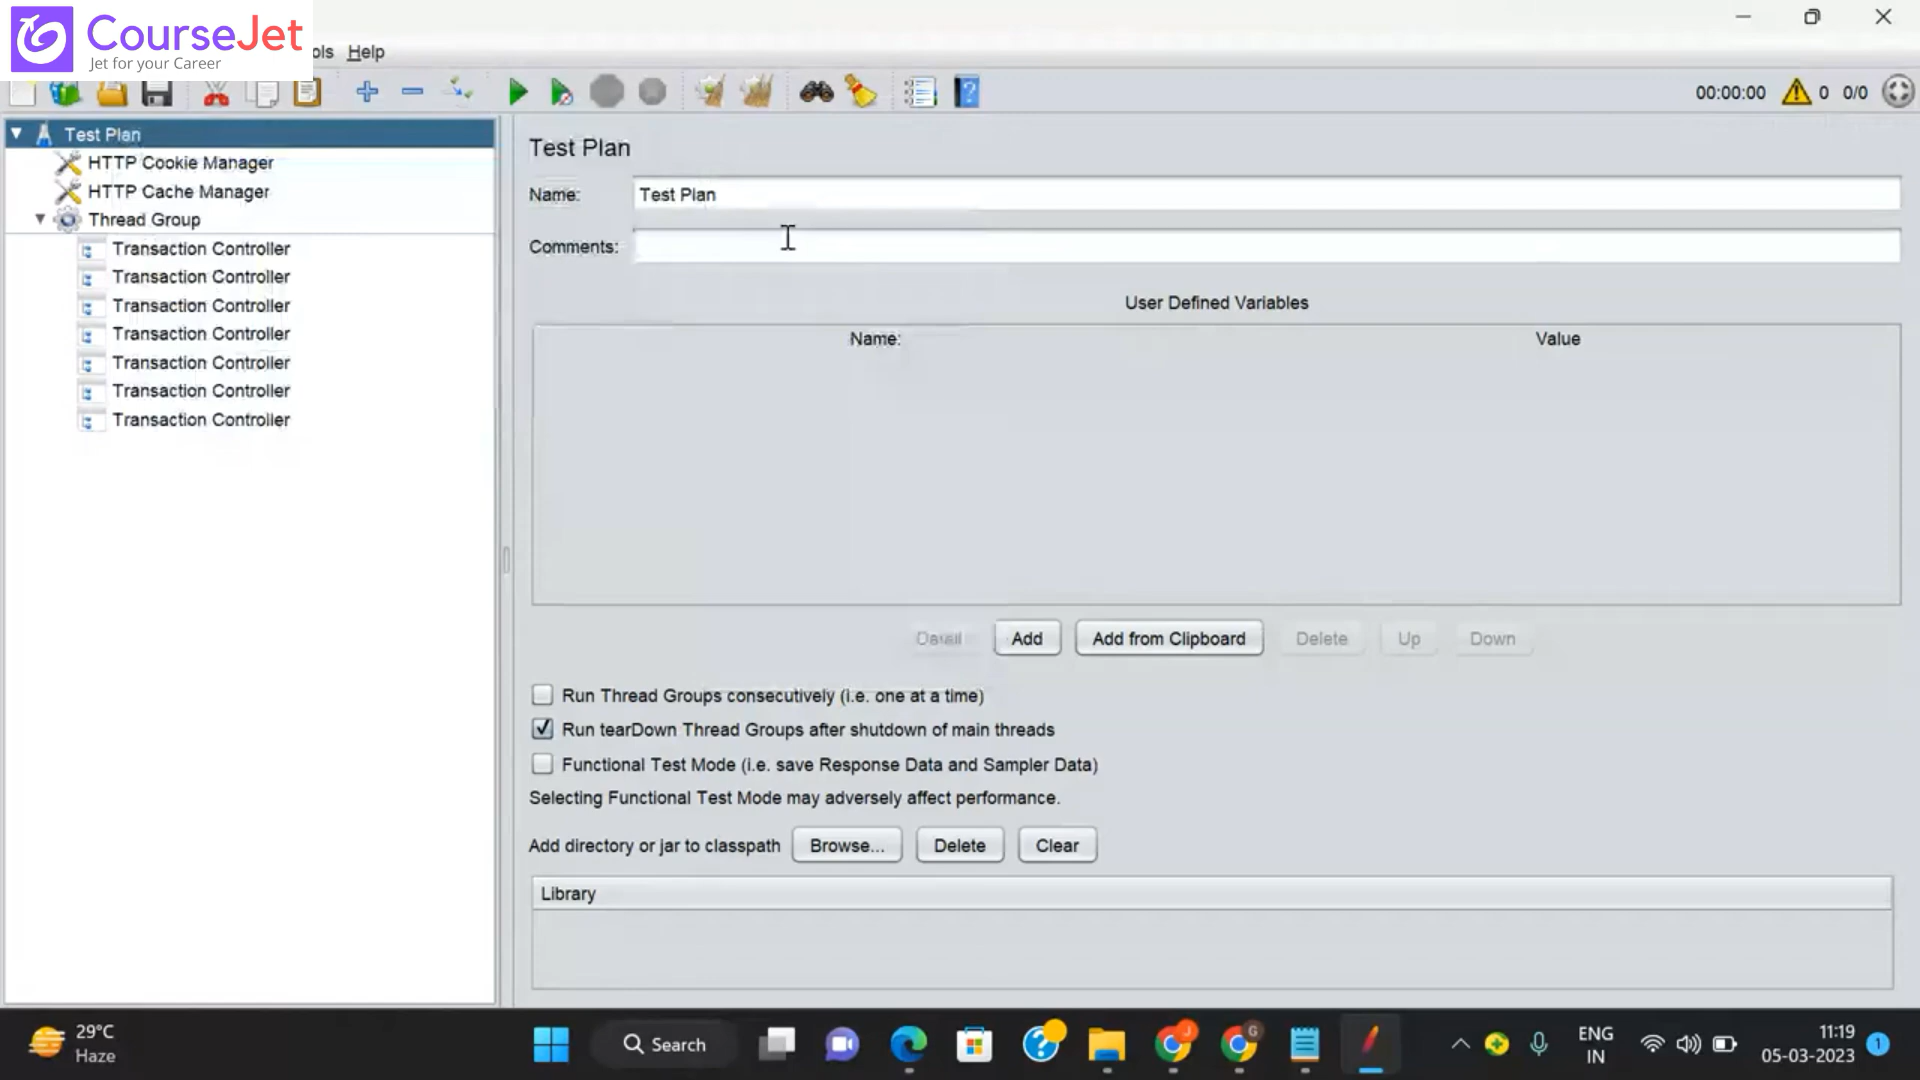 CourseJet
Jet for your Career
ols Help
00:00:00 0 0/0
Test Plan
HTTP Cookie Manager
HTTP Cache Manager
Thread Group
Transaction Controller
Transaction Controller
Transaction Controller
Transaction Controller
Transaction Controller
Transaction Controller
Transaction Controller
Test Plan
Name: Test Plan
Comments:
User Defined Variables
Name: Value
Add Add from Clipboard Delete Up Down
Run Thread Groups consecutively (i.e. one at a time)
Run tearDown Thread Groups after shutdown of main threads
Functional Test Mode (i.e. save Response Data and Sampler Data)
Selecting Functional Test Mode may adversely affect performance.
Add directory or jar to classpath Browse... Delete Clear
Library
29°C
Haze
Search
J
G
ENG
IN
11:19
05-03-2023
1